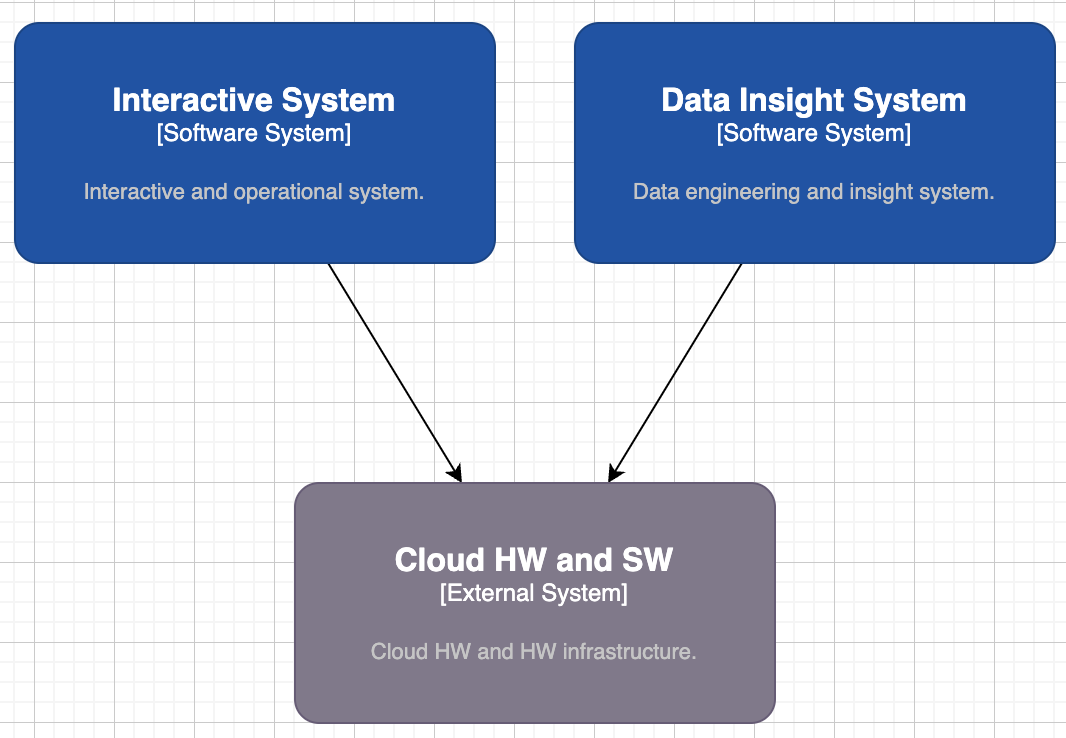 Interactive System
[Software System]
Interactive and operational system.
Data Insight System
[Software System]
Data engineering and insight system.
Cloud HW and SW
[External System]
Cloud HW and HW infrastructure.